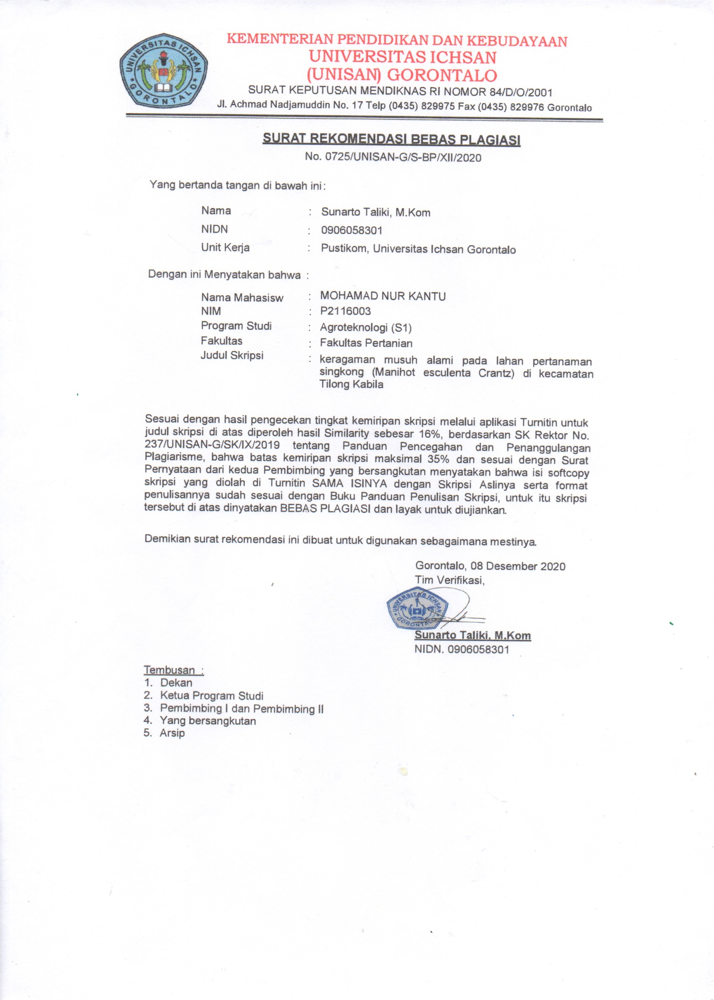 UNIVERSITAS ICHSAN
GORONTALO
KEMENTERIAN PENDIDIKAN DAN KEBUDAYAAN
UNIVERSITAS ICHSAN
(UNISAN) GORONTALO
SURAT KEPUTUSAN MENDIKNAS RI NOMOR 84/D/O/2001
Jl. Achmad Nadjamuddin No. 17 Telp (0435) 829975 Fax (0435) 829976 Gorontalo
SURAT REKOMENDASI BEBAS PLAGIASI
No. 0725/UNISAN-G/S-BP/XII/2020
Yang bertanda tangan di bawah ini :
Nama : Sunarto Taliki, M.Kom
NIDN : 0906058301
Unit Kerja : Pustikom, Universitas Ichsan Gorontalo
Dengan ini Menyatakan bahwa :
Nama Mahasisw : MOHAMAD NUR KANTU
NIM : P2116003
Program Studi : Agroteknologi (S1)
Fakultas : Fakultas Pertanian
Judul Skripsi : keragaman musuh alami pada lahan pertanaman
singkong (Manihot esculenta Crantz) di kecamatan
Tilong Kabila
Sesuai dengan hasil pengecekan tingkat kemiripan skripsi melalui aplikasi Turnitin untuk
judul skripsi di atas diperoleh hasil Similarity sebesar 16%, berdasarkan SK Rektor No.
237/UNISAN-G/SK/IX/2019 tentang Panduan Pencegahan dan Penanggulangan
Plagiarisme, bahwa batas kemiripan skripsi maksimal 35% dan sesuai dengan Surat
Pernyataan dari kedua Pembimbing yang bersangkutan menyatakan bahwa isi softcopy
skripsi yang diolah di Turnitin SAMA ISINYA dengan Skripsi Aslinya serta format
penulisannya sudah sesuai dengan Buku Panduan Penulisan Skripsi, untuk itu skripsi
tersebut di atas dinyatakan BEBAS PLAGIASI dan layak untuk diujiankan.
Demikian surat rekomendasi ini dibuat untuk digunakan sebagaimana mestinya.
Gorontalo, 08 Desember 2020
Tim Verifikasi,
UNIVERSITAS ICHSAN
GORONTALO
Sunarto Taliki, M.Kom
NIDN. 0906058301
Tembusan :
1. Dekan
2. Ketua Program Studi
3. Pembimbing I dan Pembimbing II
4. Yang bersangkutan
5. Arsip